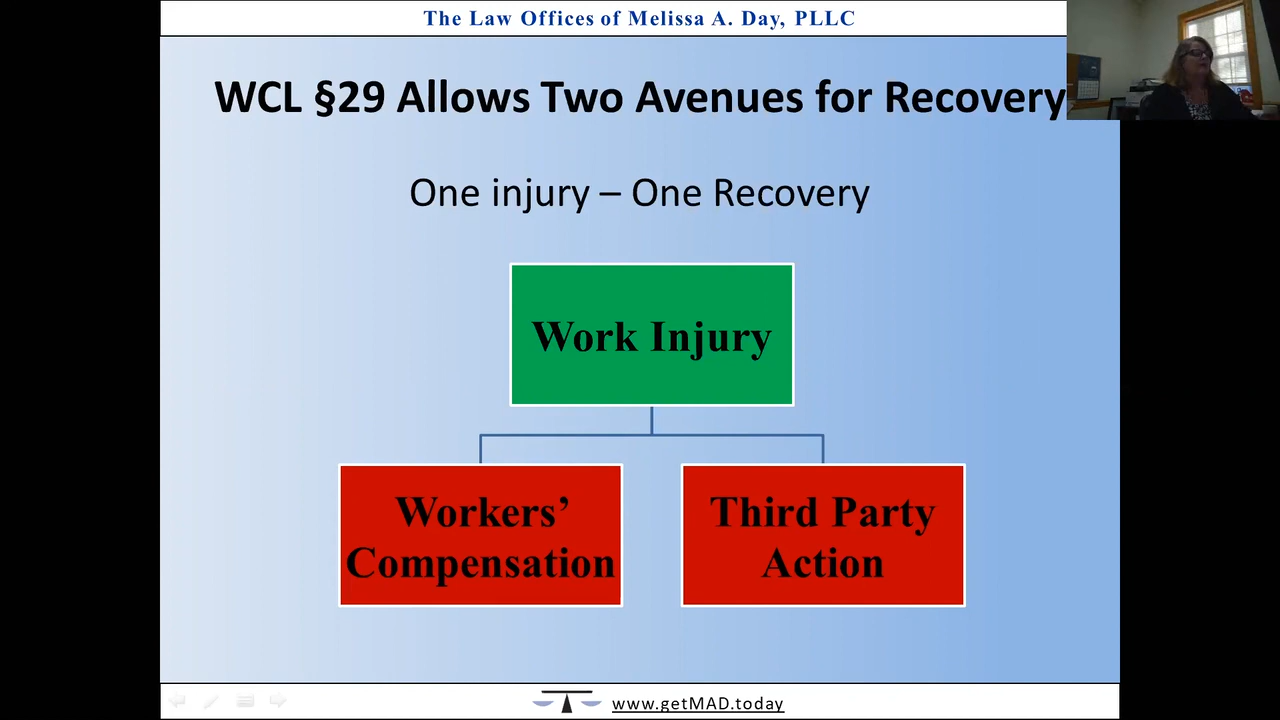 The Law Offices of Melissa A. Day, PLLC
WCL §29 Allows Two Avenues for Recovery
One injury – One Recovery
Work Injury
Workers’
Compensation
Third Party
Action
www.getMAD.today